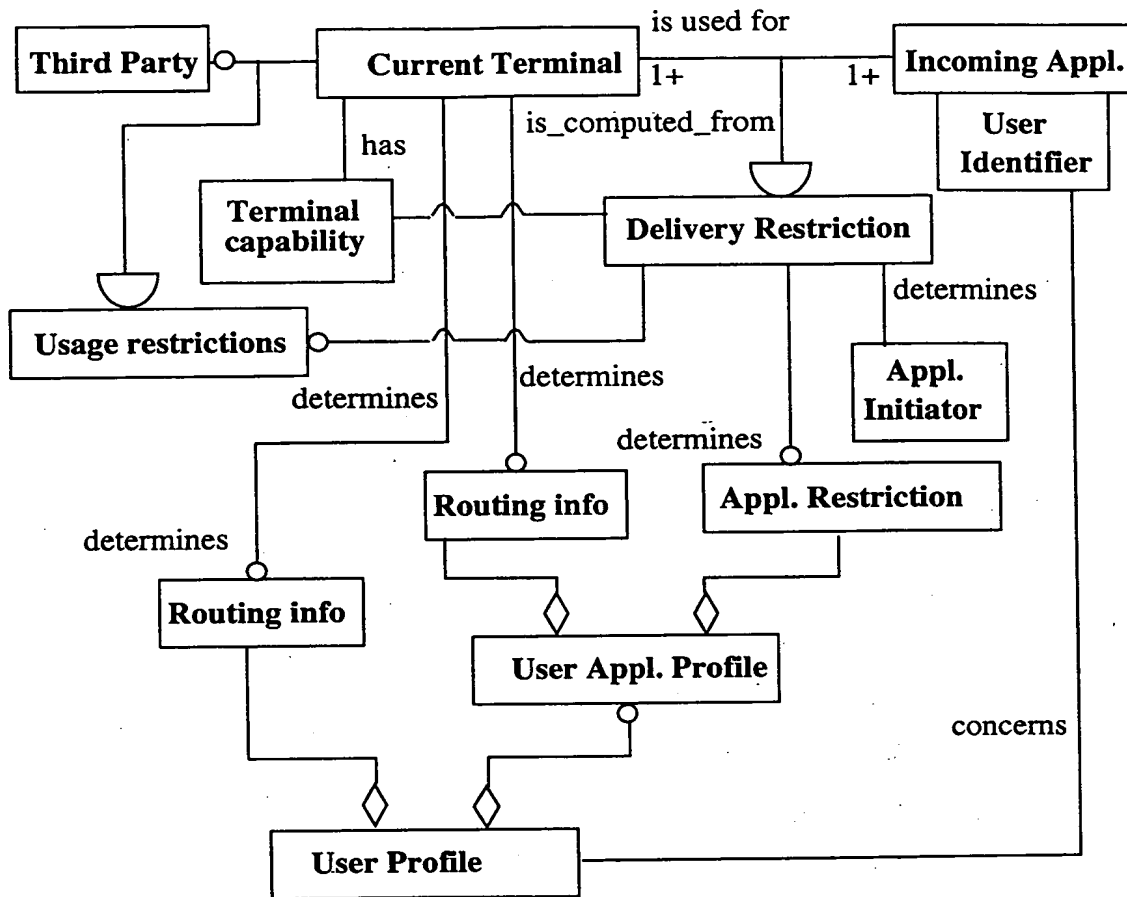 is used for
Third Party
Current Terminal
1+
1+
Incoming Appl.
User
Identifier
has
is_computed_from
Terminal
capability
Delivery Restriction
determines
Usage restrictions
determines
determines
Appl.
Initiator
determines
Routing info
Appl. Restriction
determines
Routing info
User Appl. Profile
concerns
User Profile